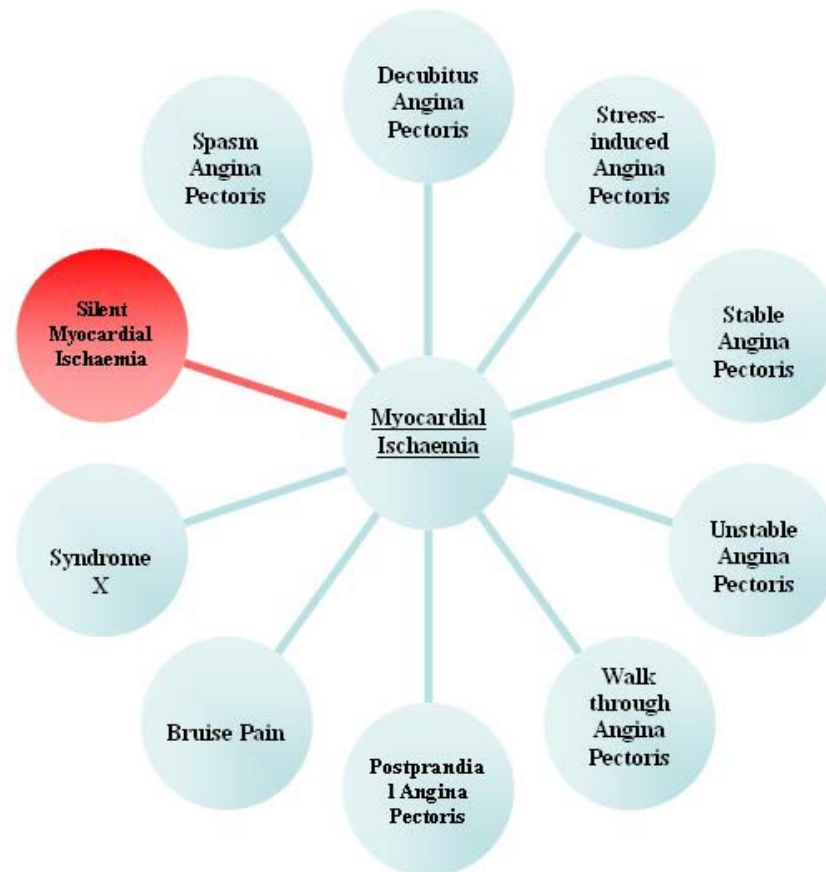 Decubitus
Angina
Pectoris
Stress-
induced
Angina
Pectoris
Stable
Angina
Pectoris
Unstable
Angina
Pectoris
Walk
through
Angina
Pectoris
Postprandia
l Angina
Pectoris
Bruise Pain
Syndrome
X
Silent
Myocardial
Ischaemia
Spasm
Angina
Pectoris
Myocardial
Ischaemia